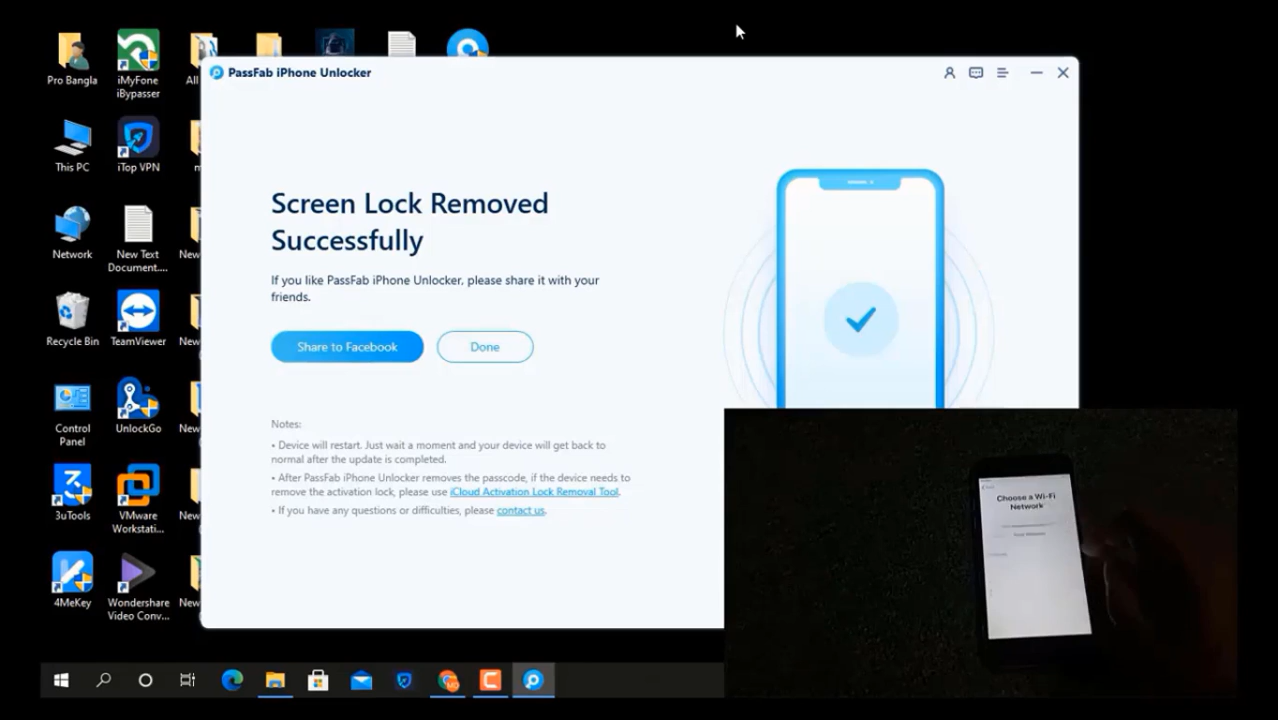 PassFab iPhone Unlocker
Screen Lock Removed
Successfully
If you like PassFab iPhone Unlocker, please share it with your
friends.
Share to Facebook
Done
Notes:
• Device will restart. Just wait a moment and your device will get back to
normal after the update is completed.
• After PassFab iPhone Unlocker removes the passcode, if the device needs to
remove the activation lock, please use iCloud Activation Lock Removal Tool.
• If you have any questions or difficulties, please contact us.
Pro Bangla
iMyFone
iBypasser
All
This PC
iTop VPN
Network
New Text
Document....
New
Recycle Bin
TeamViewer
New
Control
Panel
UnlockGo
New
3uTools
VMware
Workstati...
New
4MeKey
Wondershare
Video Conv...
New
Choose a Wi-Fi
Network